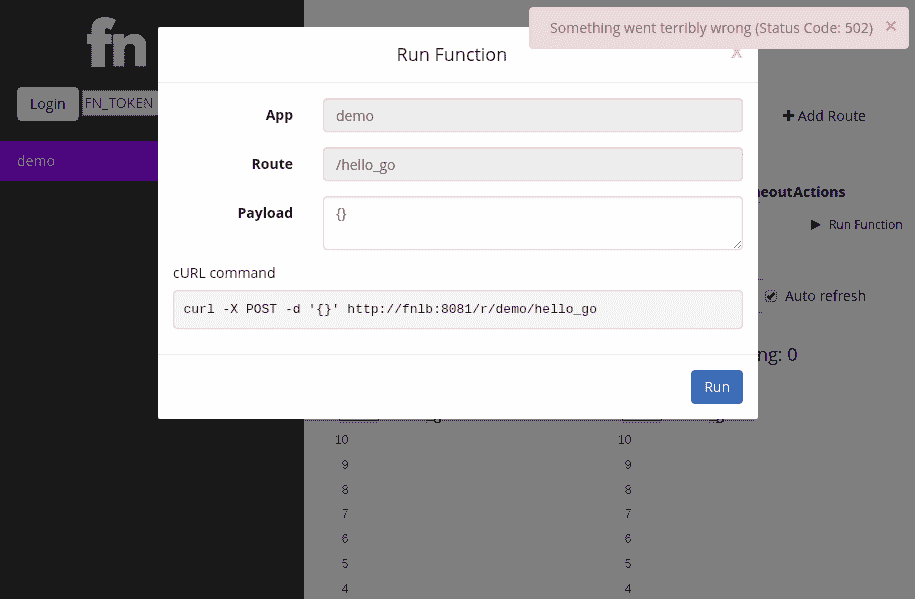 fn
Something went terribly wrong (Status Code: 502) ×
Run Function
X
Login
FN_TOKEN
App
demo
+ Add Route
demo
Route
/hello_go
eoutActions
Payload
{}
Run Function
cURL command
Auto refresh
curl -X POST -d '{}' http://fnlb:8081/r/demo/hello_go
ng: 0
Run
10 10
9 9
8 8
7 7
6 6
5 5
4 4